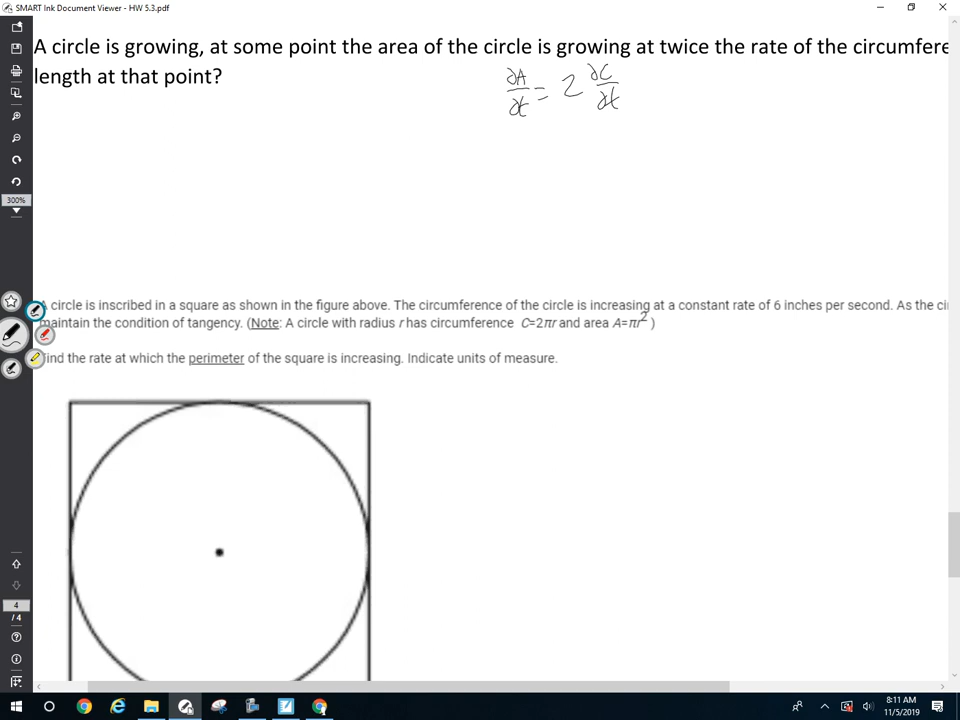 SMART Ink Document Viewer - HW 5.3.pdf
A circle is growing, at some point the area of the circle is growing at twice the rate of the circumfere
length at that point?
∂A/∂t = 2 ∂C/∂t
300%
circle is inscribed in a square as shown in the figure above. The circumference of the circle is increasing at a constant rate of 6 inches per second. As the ci
maintain the condition of tangency. (Note: A circle with radius r has circumference C=2πr and area A=πr² )
ind the rate at which the perimeter of the square is increasing. Indicate units of measure.
4
/ 4
8:11 AM
11/5/2019